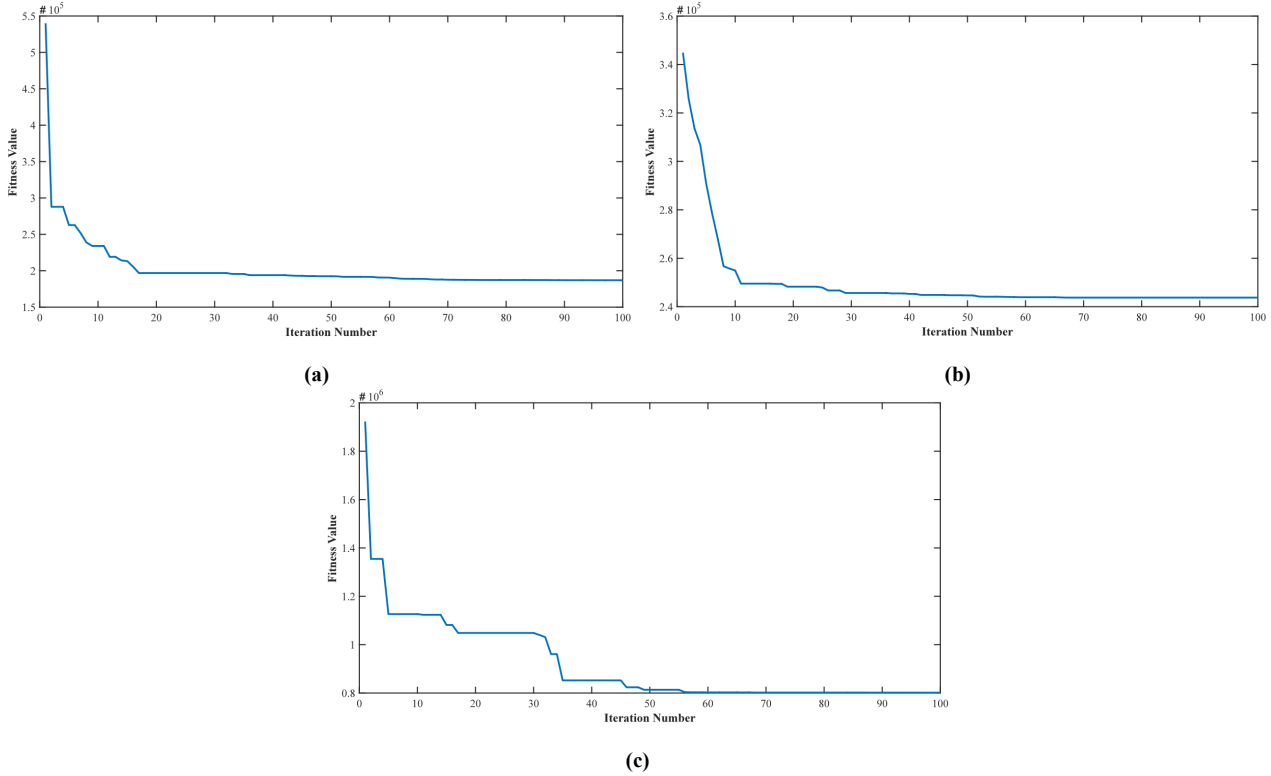 # 10^5
5.5
5
4.5
4
3.5
3
2.5
2
1.5
Fitness Value
0 10 20 30 40 50 60 70 80 90 100
Iteration Number
(a)
# 10^5
3.6
3.4
3.2
3
2.8
2.6
2.4
Fitness Value
0 10 20 30 40 50 60 70 80 90 100
Iteration Number
(b)
# 10^6
2
1.8
1.6
1.4
1.2
1
0.8
Fitness Value
0 10 20 30 40 50 60 70 80 90 100
Iteration Number
(c)